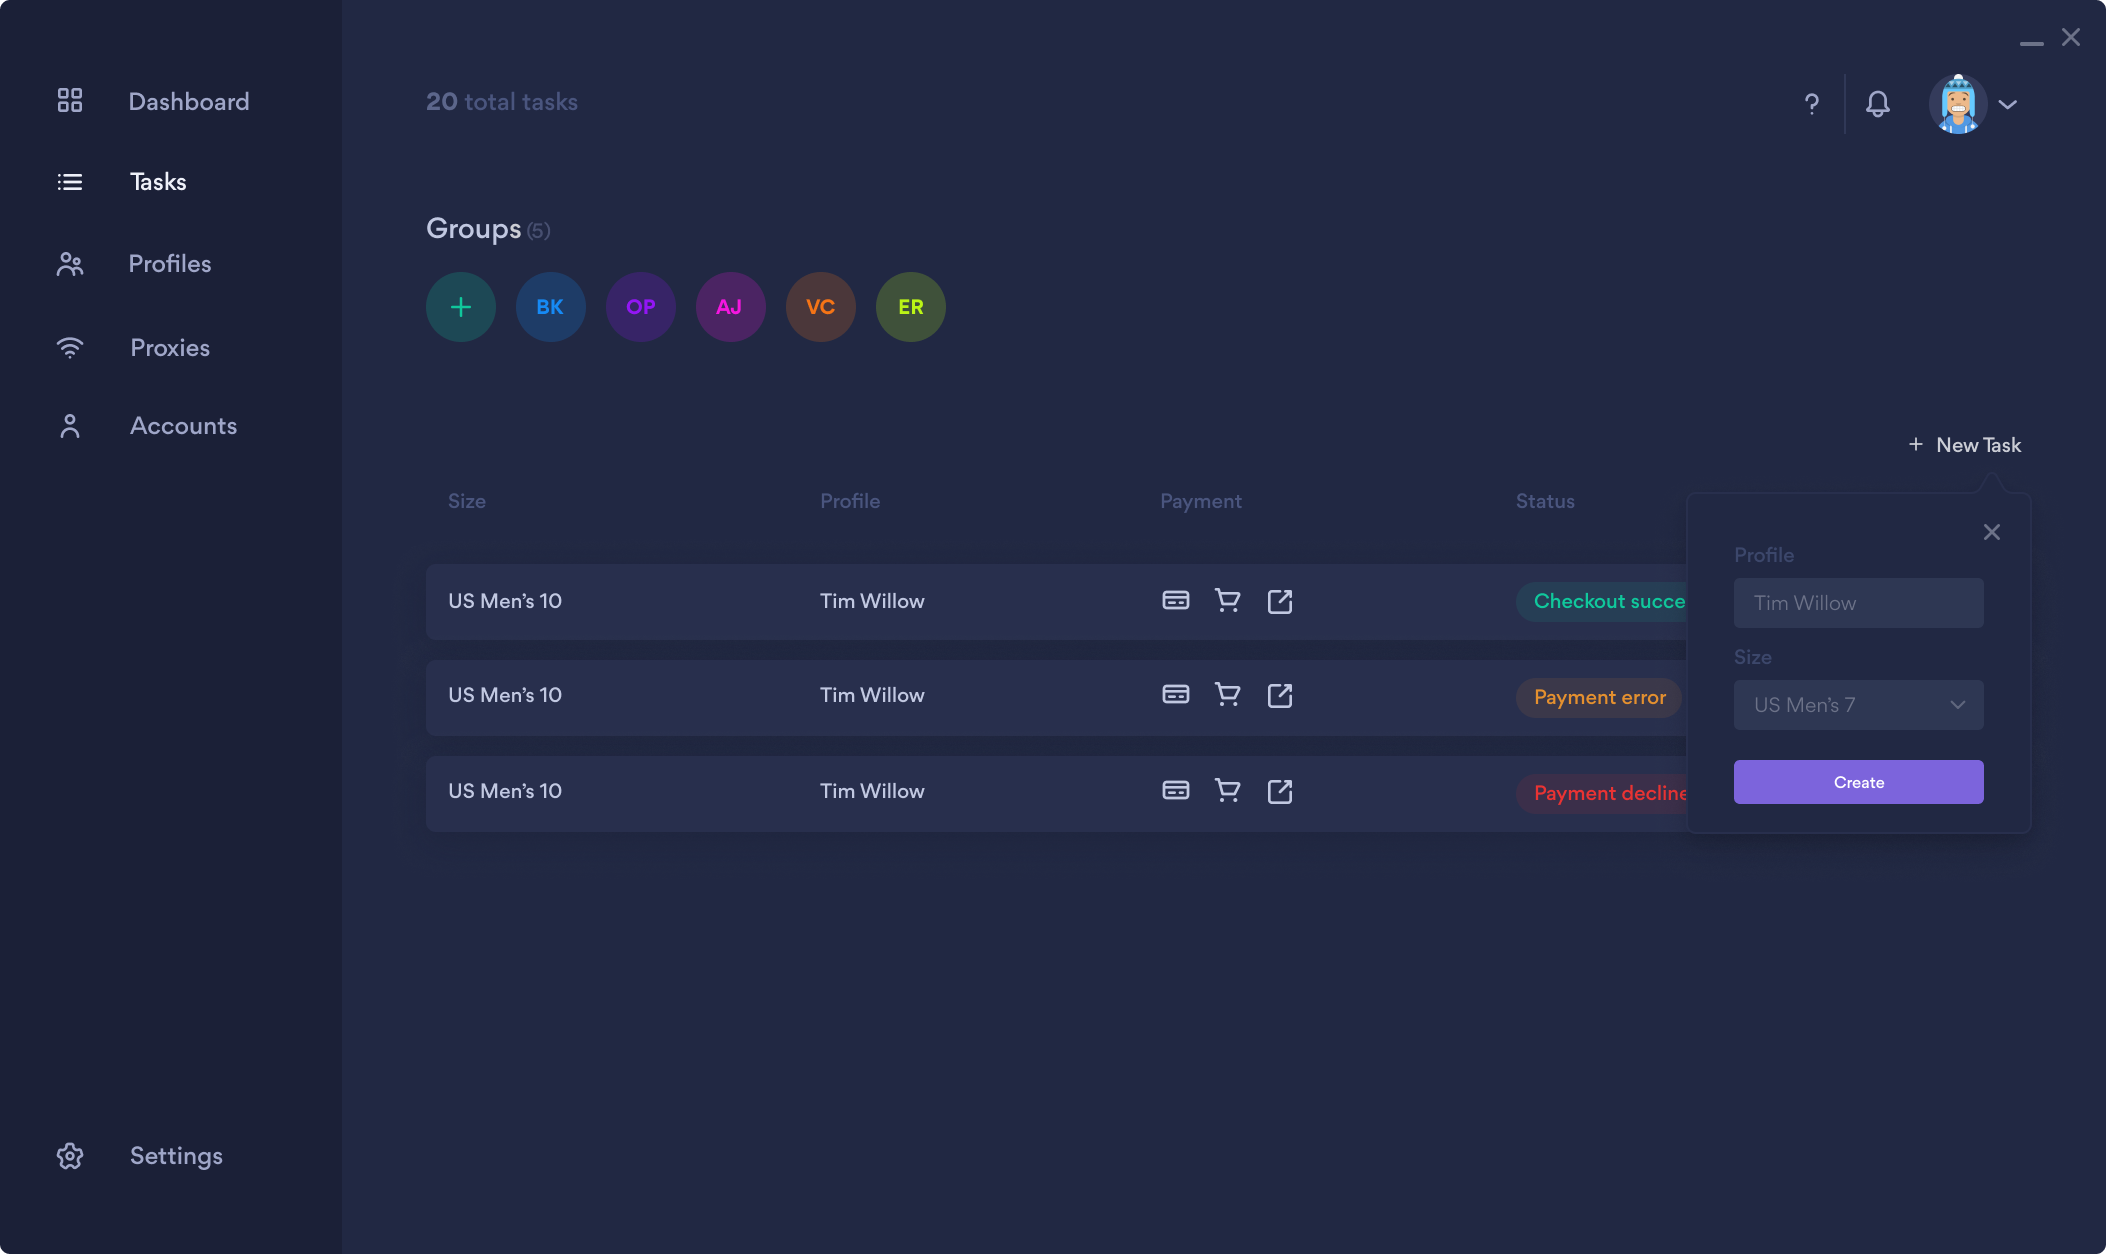 Dashboard
Tasks
Profiles
Proxies
Accounts
Settings
20 total tasks
?
Groups (5)
+ BK OP AJ VC ER
+ New Task
Size Profile Payment Status
US Men’s 10 Tim Willow Checkout succe
US Men’s 10 Tim Willow Payment error
US Men’s 10 Tim Willow Payment decline
Profile
Tim Willow
Size
US Men’s 7
Create